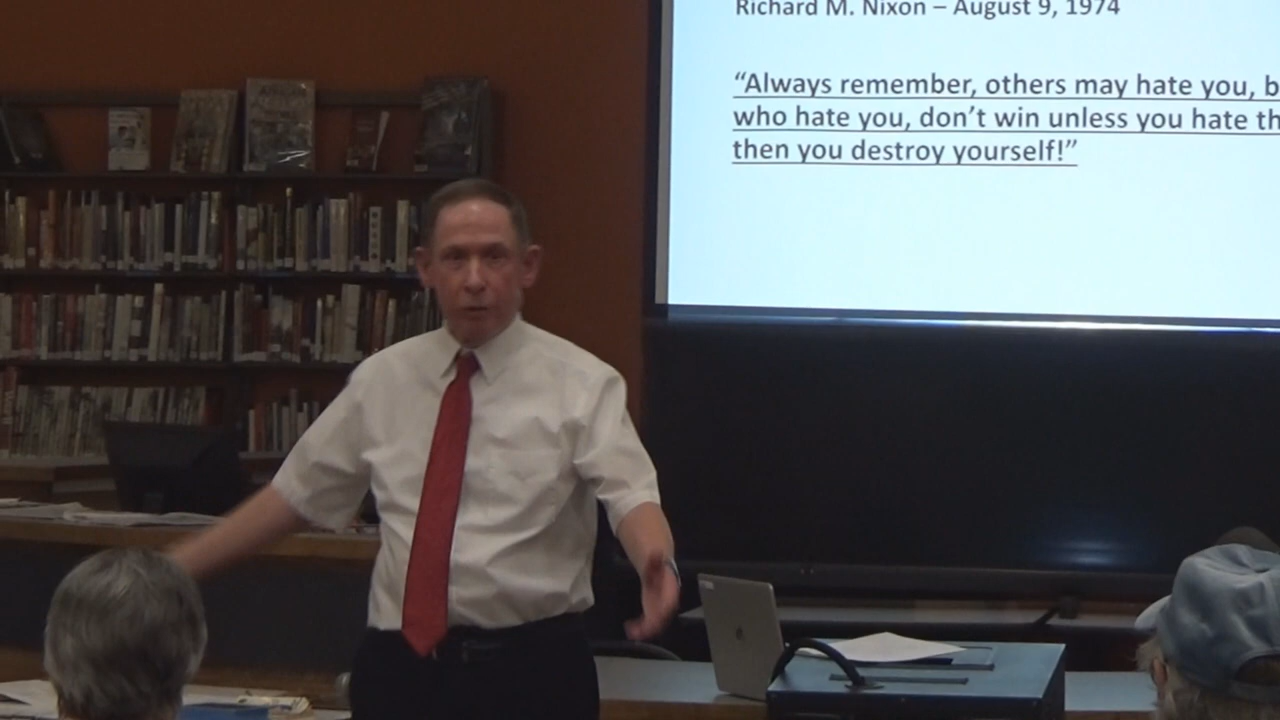 Richard M. Nixon – August 9, 1974
“Always remember, others may hate you, b
who hate you, don’t win unless you hate th
then you destroy yourself!”